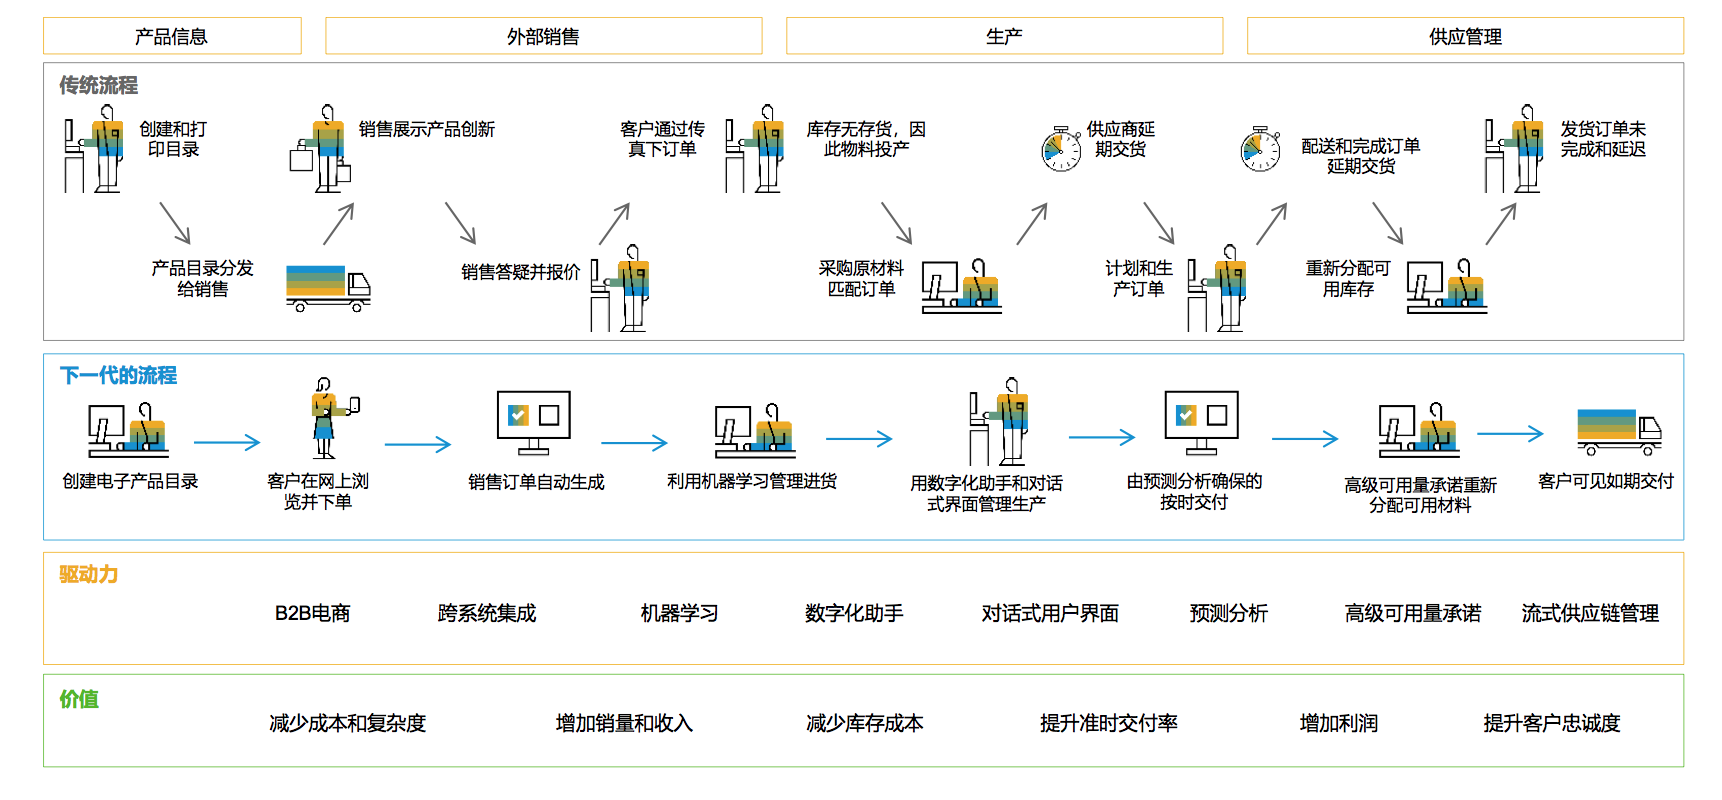 产品信息
外部销售
生产
供应管理
传统流程
创建和打
印目录
产品目录分发
给销售
销售展示产品创新
销售答疑并报价
客户通过传
真下订单
库存无存货，因
此物料投产
采购原材料
匹配订单
供应商延
期交货
计划和生
产订单
配送和完成订单
延期交货
重新分配可
用库存
发货订单未
完成和延迟
下一代的流程
创建电子产品目录
客户在网上浏
览并下单
销售订单自动生成
利用机器学习管理进货
用数字化助手和对话
式界面管理生产
由预测分析确保的
按时交付
高级可用量承诺重新
分配可用材料
客户可见如期交付
驱动力
B2B电商
跨系统集成
机器学习
数字化助手
对话式用户界面
预测分析
高级可用量承诺
流式供应链管理
价值
减少成本和复杂度
增加销量和收入
减少库存成本
提升准时交付率
增加利润
提升客户忠诚度